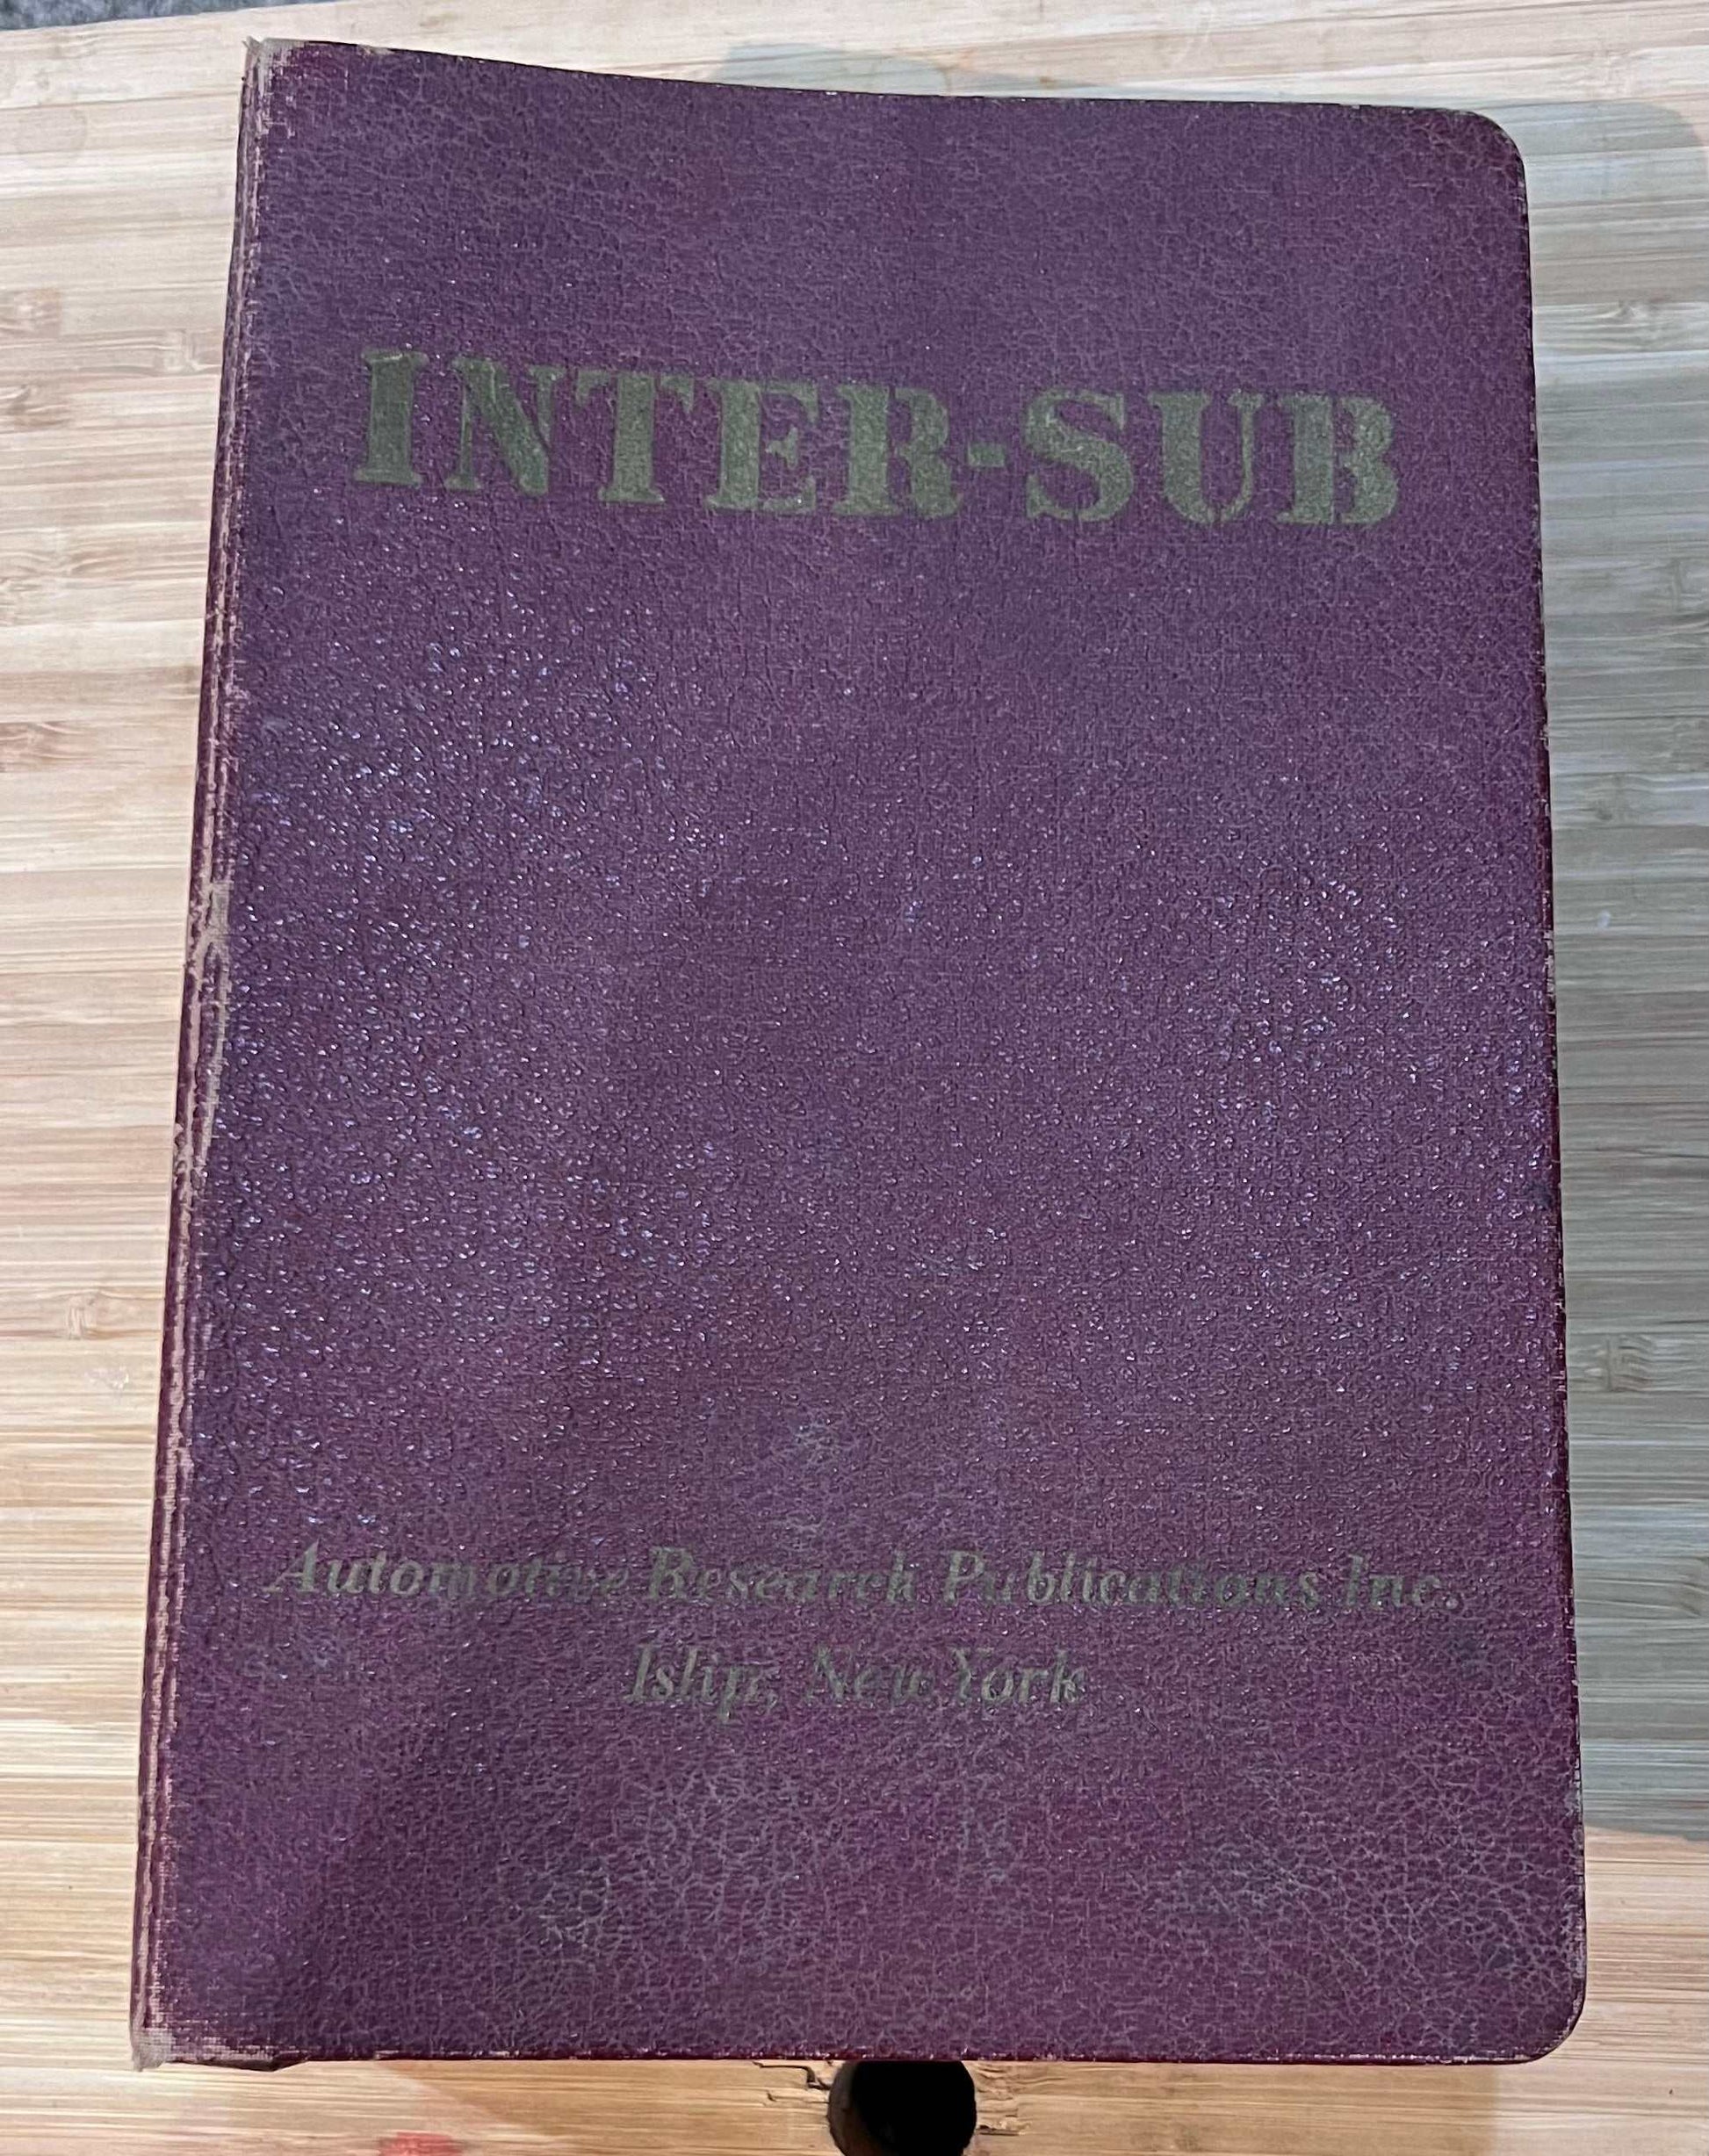 INTER-SUB
Automotive Research Publications Inc.
Islip, New York